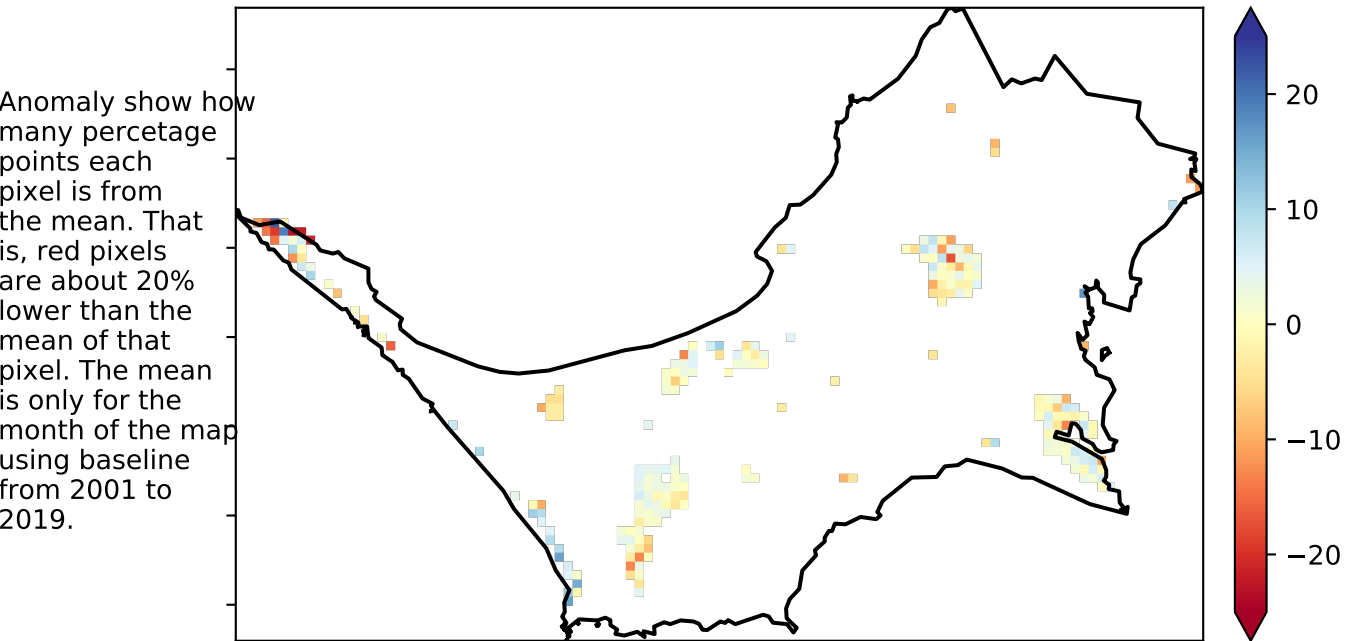 Anomaly show how
many percetage
points each
pixel is from
the mean. That
is, red pixels
are about 20%
lower than the
mean of that
pixel. The mean
is only for the
month of the map
using baseline
from 2001 to
2019.
20
10
0
−10
−20